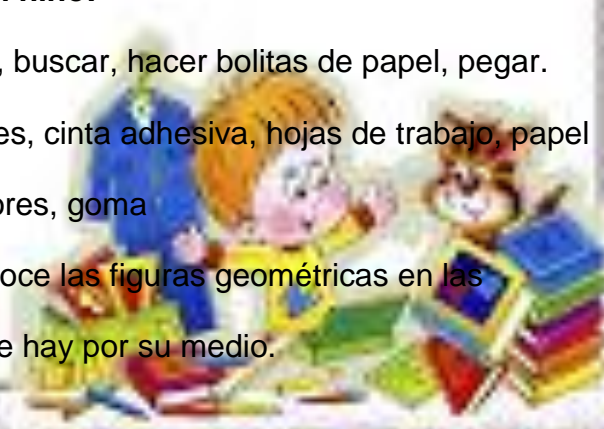 , buscar, hacer bolitas de papel, pegar.
es, cinta adhesiva, hojas de trabajo, papel
ores, goma
oce las figuras geométricas en las
e hay por su medio.